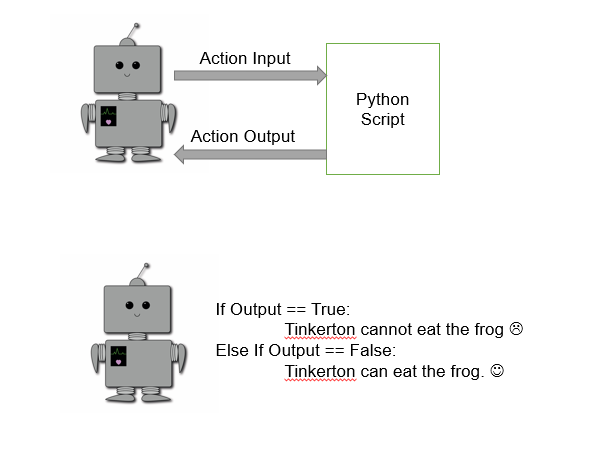 Action Input
Python
Script
Action Output
If Output == True:
Tinkerton cannot eat the frog ☹
Else If Output == False:
Tinkerton can eat the frog. ☺